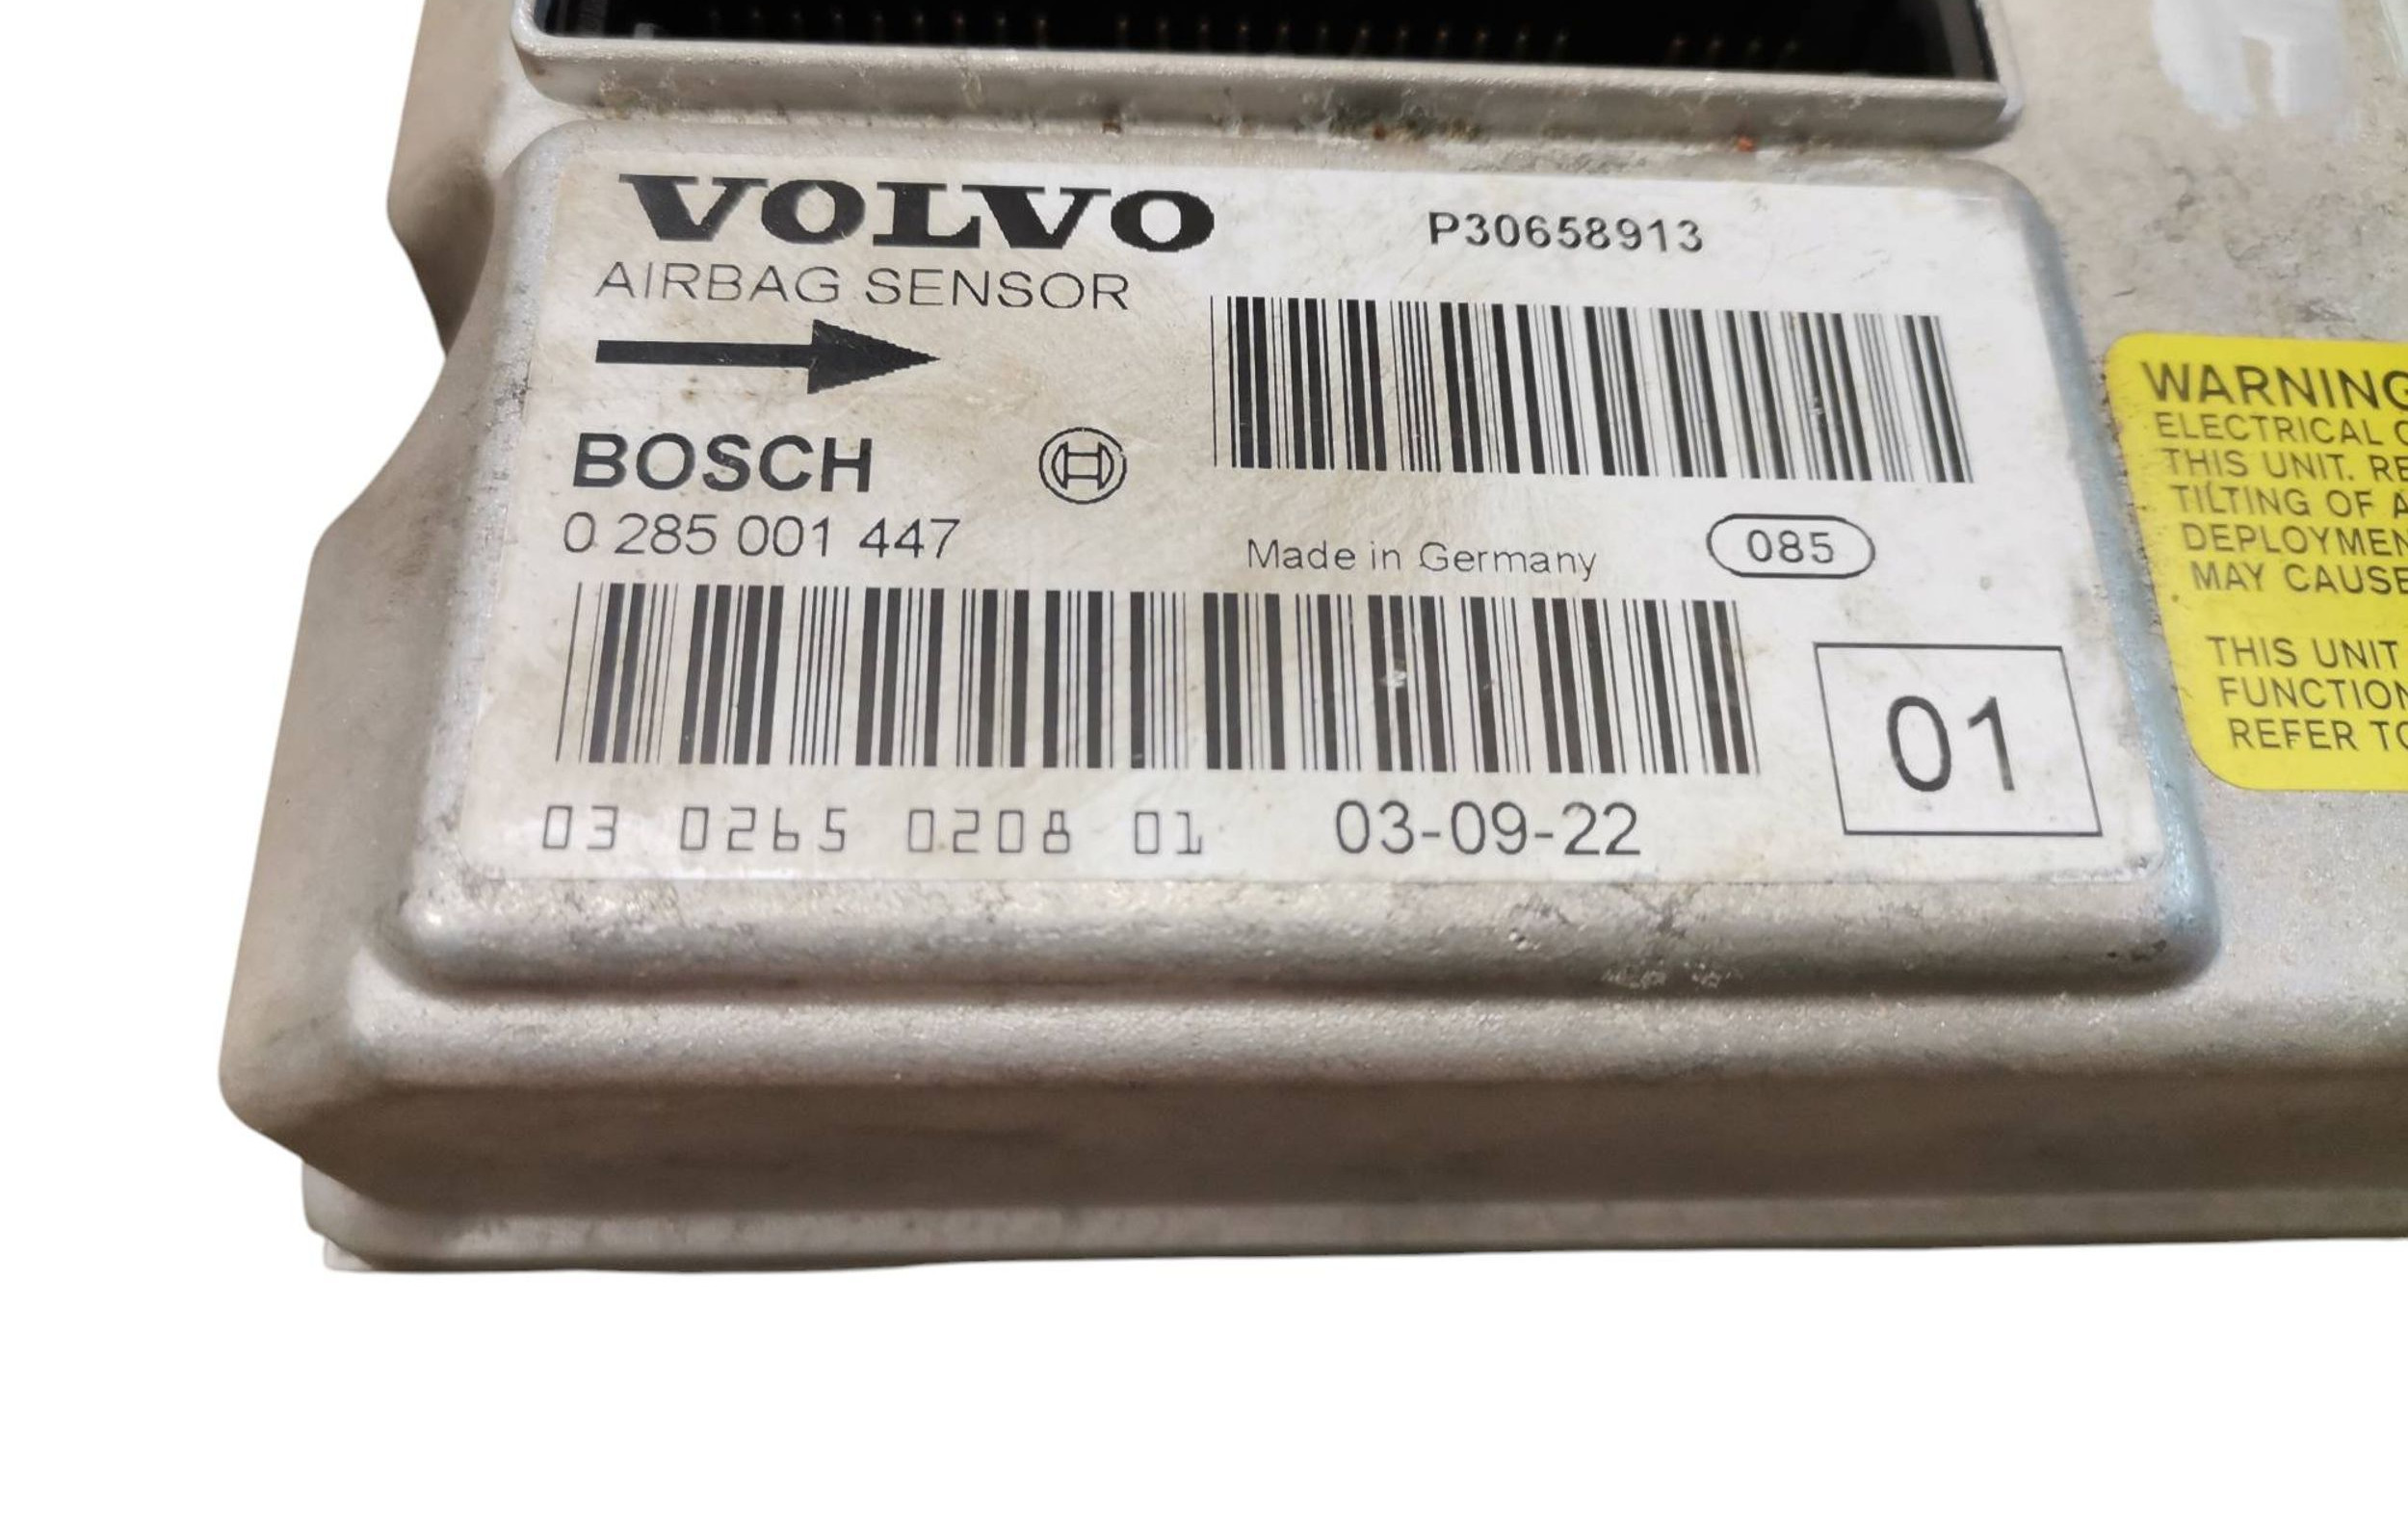 VOLVO
P30658913
AIRBAG SENSOR
BOSCH
0 285 001 447
Made in Germany
085
01
03 0265 0208 01
03-09-22
WARNING
ELECTRICAL
THIS UNIT.
TILTING OF
DEPLOYMEN
MAY CAUSE
THIS UNIT
FUNCTION
REFER TO